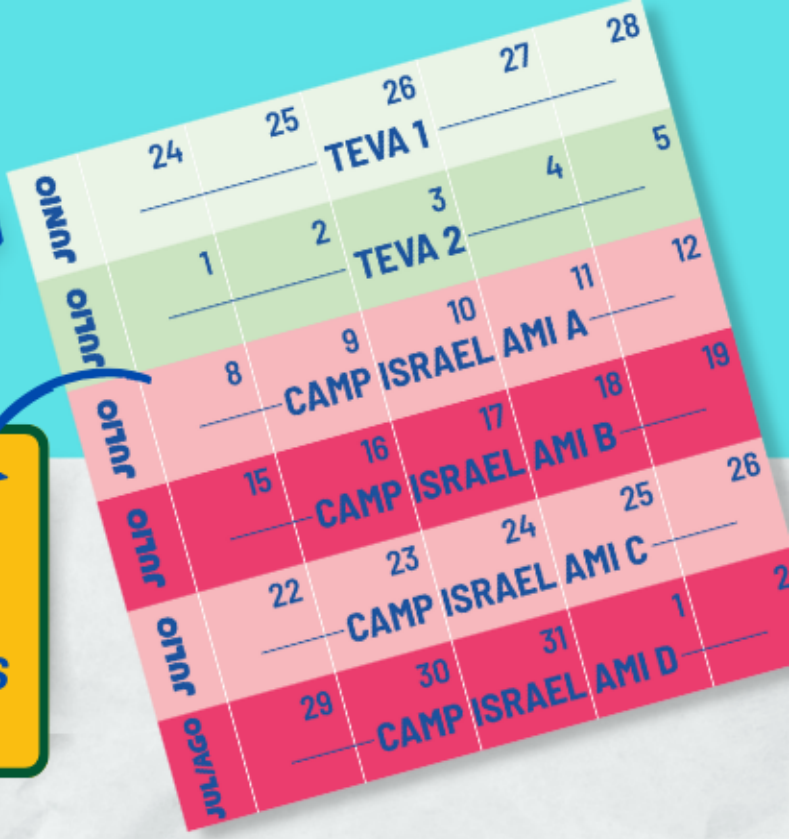 JUNIO 24 25 26 27 28
TEVA 1
JULIO 1 2 3 4 5
TEVA 2
JULIO 8 9 10 11 12
CAMP ISRAEL AMI A
JULIO 15 16 17 18 19
CAMP ISRAEL AMI B
JULIO 22 23 24 25 26
CAMP ISRAEL AMI C
JUL/AGO 29 30 31 1 2
CAMP ISRAEL AMI D
S